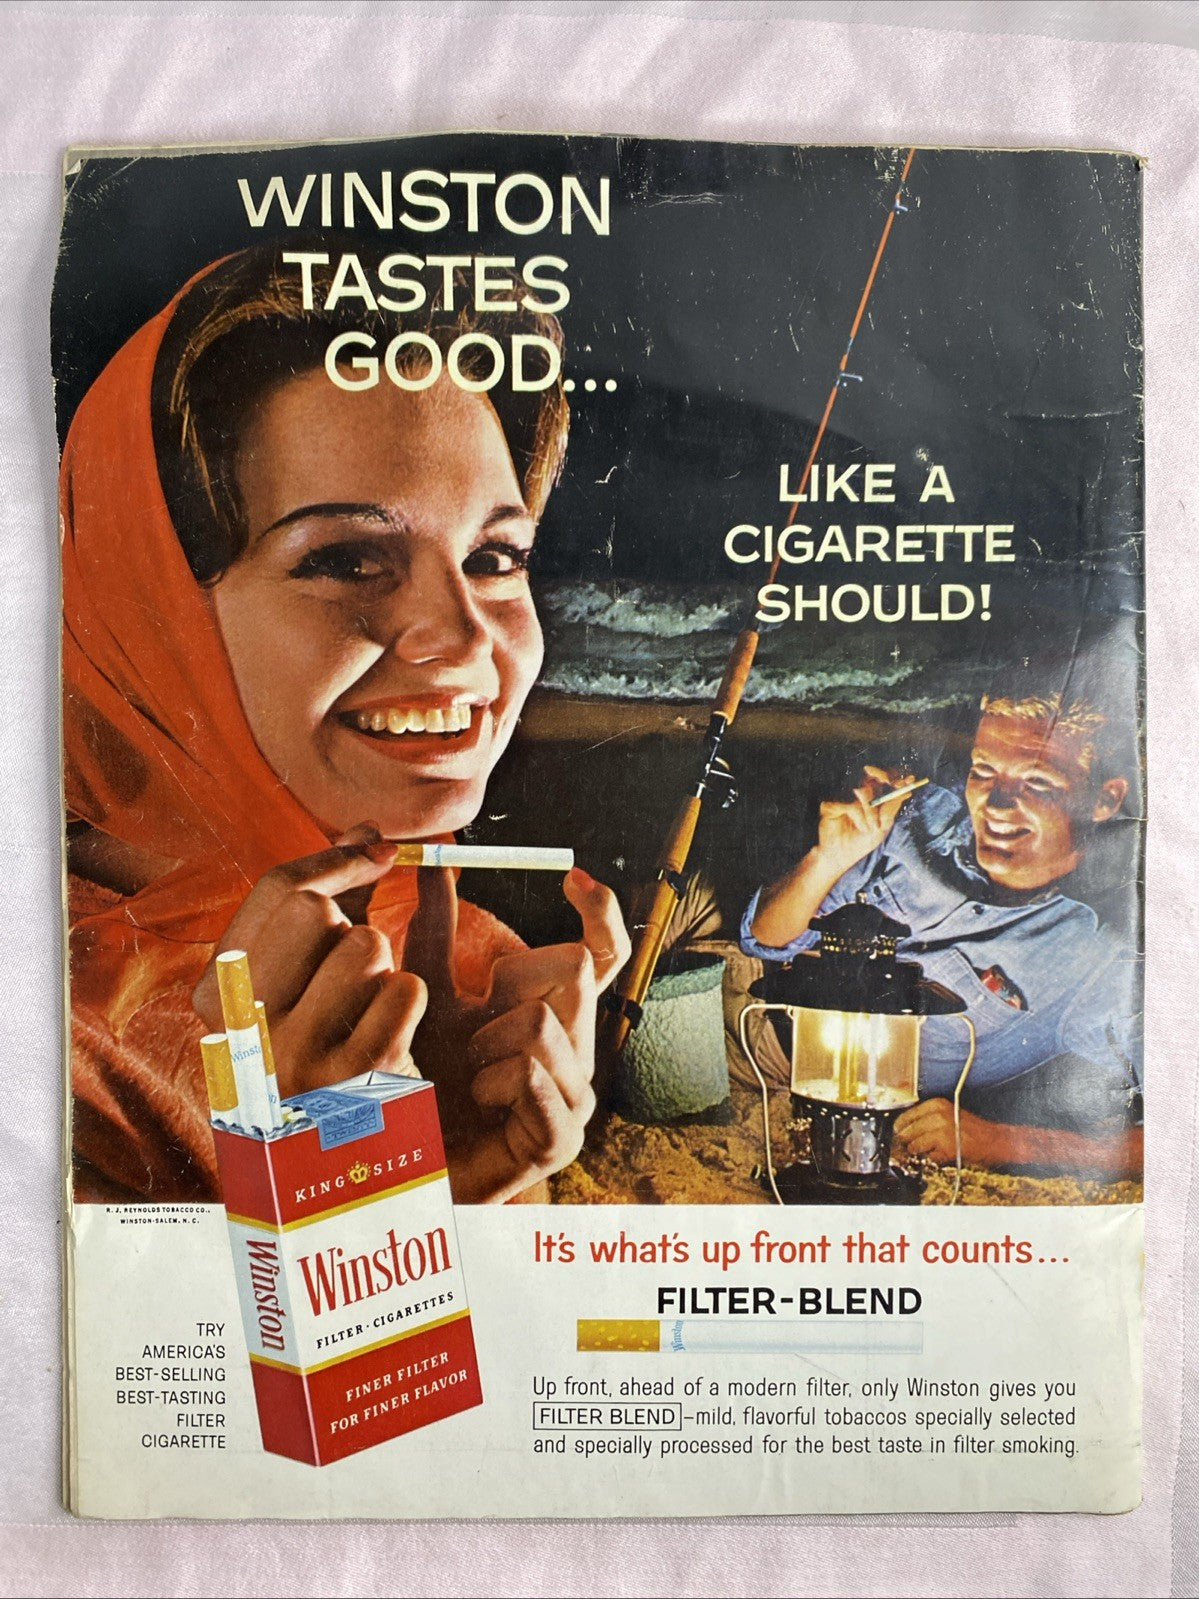 WINSTON
TASTES
GOOD...
LIKE A
CIGARETTE
SHOULD!
Winston
KING SIZE
Winston
FILTER·CIGARETTES
FINER FILTER
FOR FINER FLAVOR
Winston
R. J. REYNOLDS TOBACCO CO.,
WINSTON-SALEM, N. C.
TRY
AMERICA'S
BEST-SELLING
BEST-TASTING
FILTER
CIGARETTE
It's what's up front that counts...
FILTER-BLEND
Winston
Up front, ahead of a modern filter, only Winston gives you
FILTER BLEND–mild, flavorful tobaccos specially selected
and specially processed for the best taste in filter smoking.